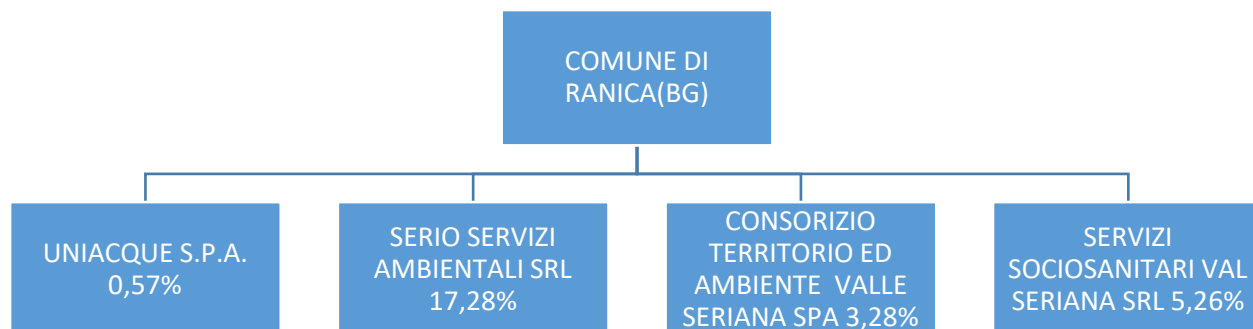 COMUNE DI
RANICA(BG)
UNIACQUE S.P.A.
0,57%
SERIO SERVIZI
AMBIENTALI SRL
17,28%
CONSORIZIO
TERRITORIO ED
AMBIENTE VALLE
SERIANA SPA 3,28%
SERVIZI
SOCIOSANITARI VAL
SERIANA SRL 5,26%